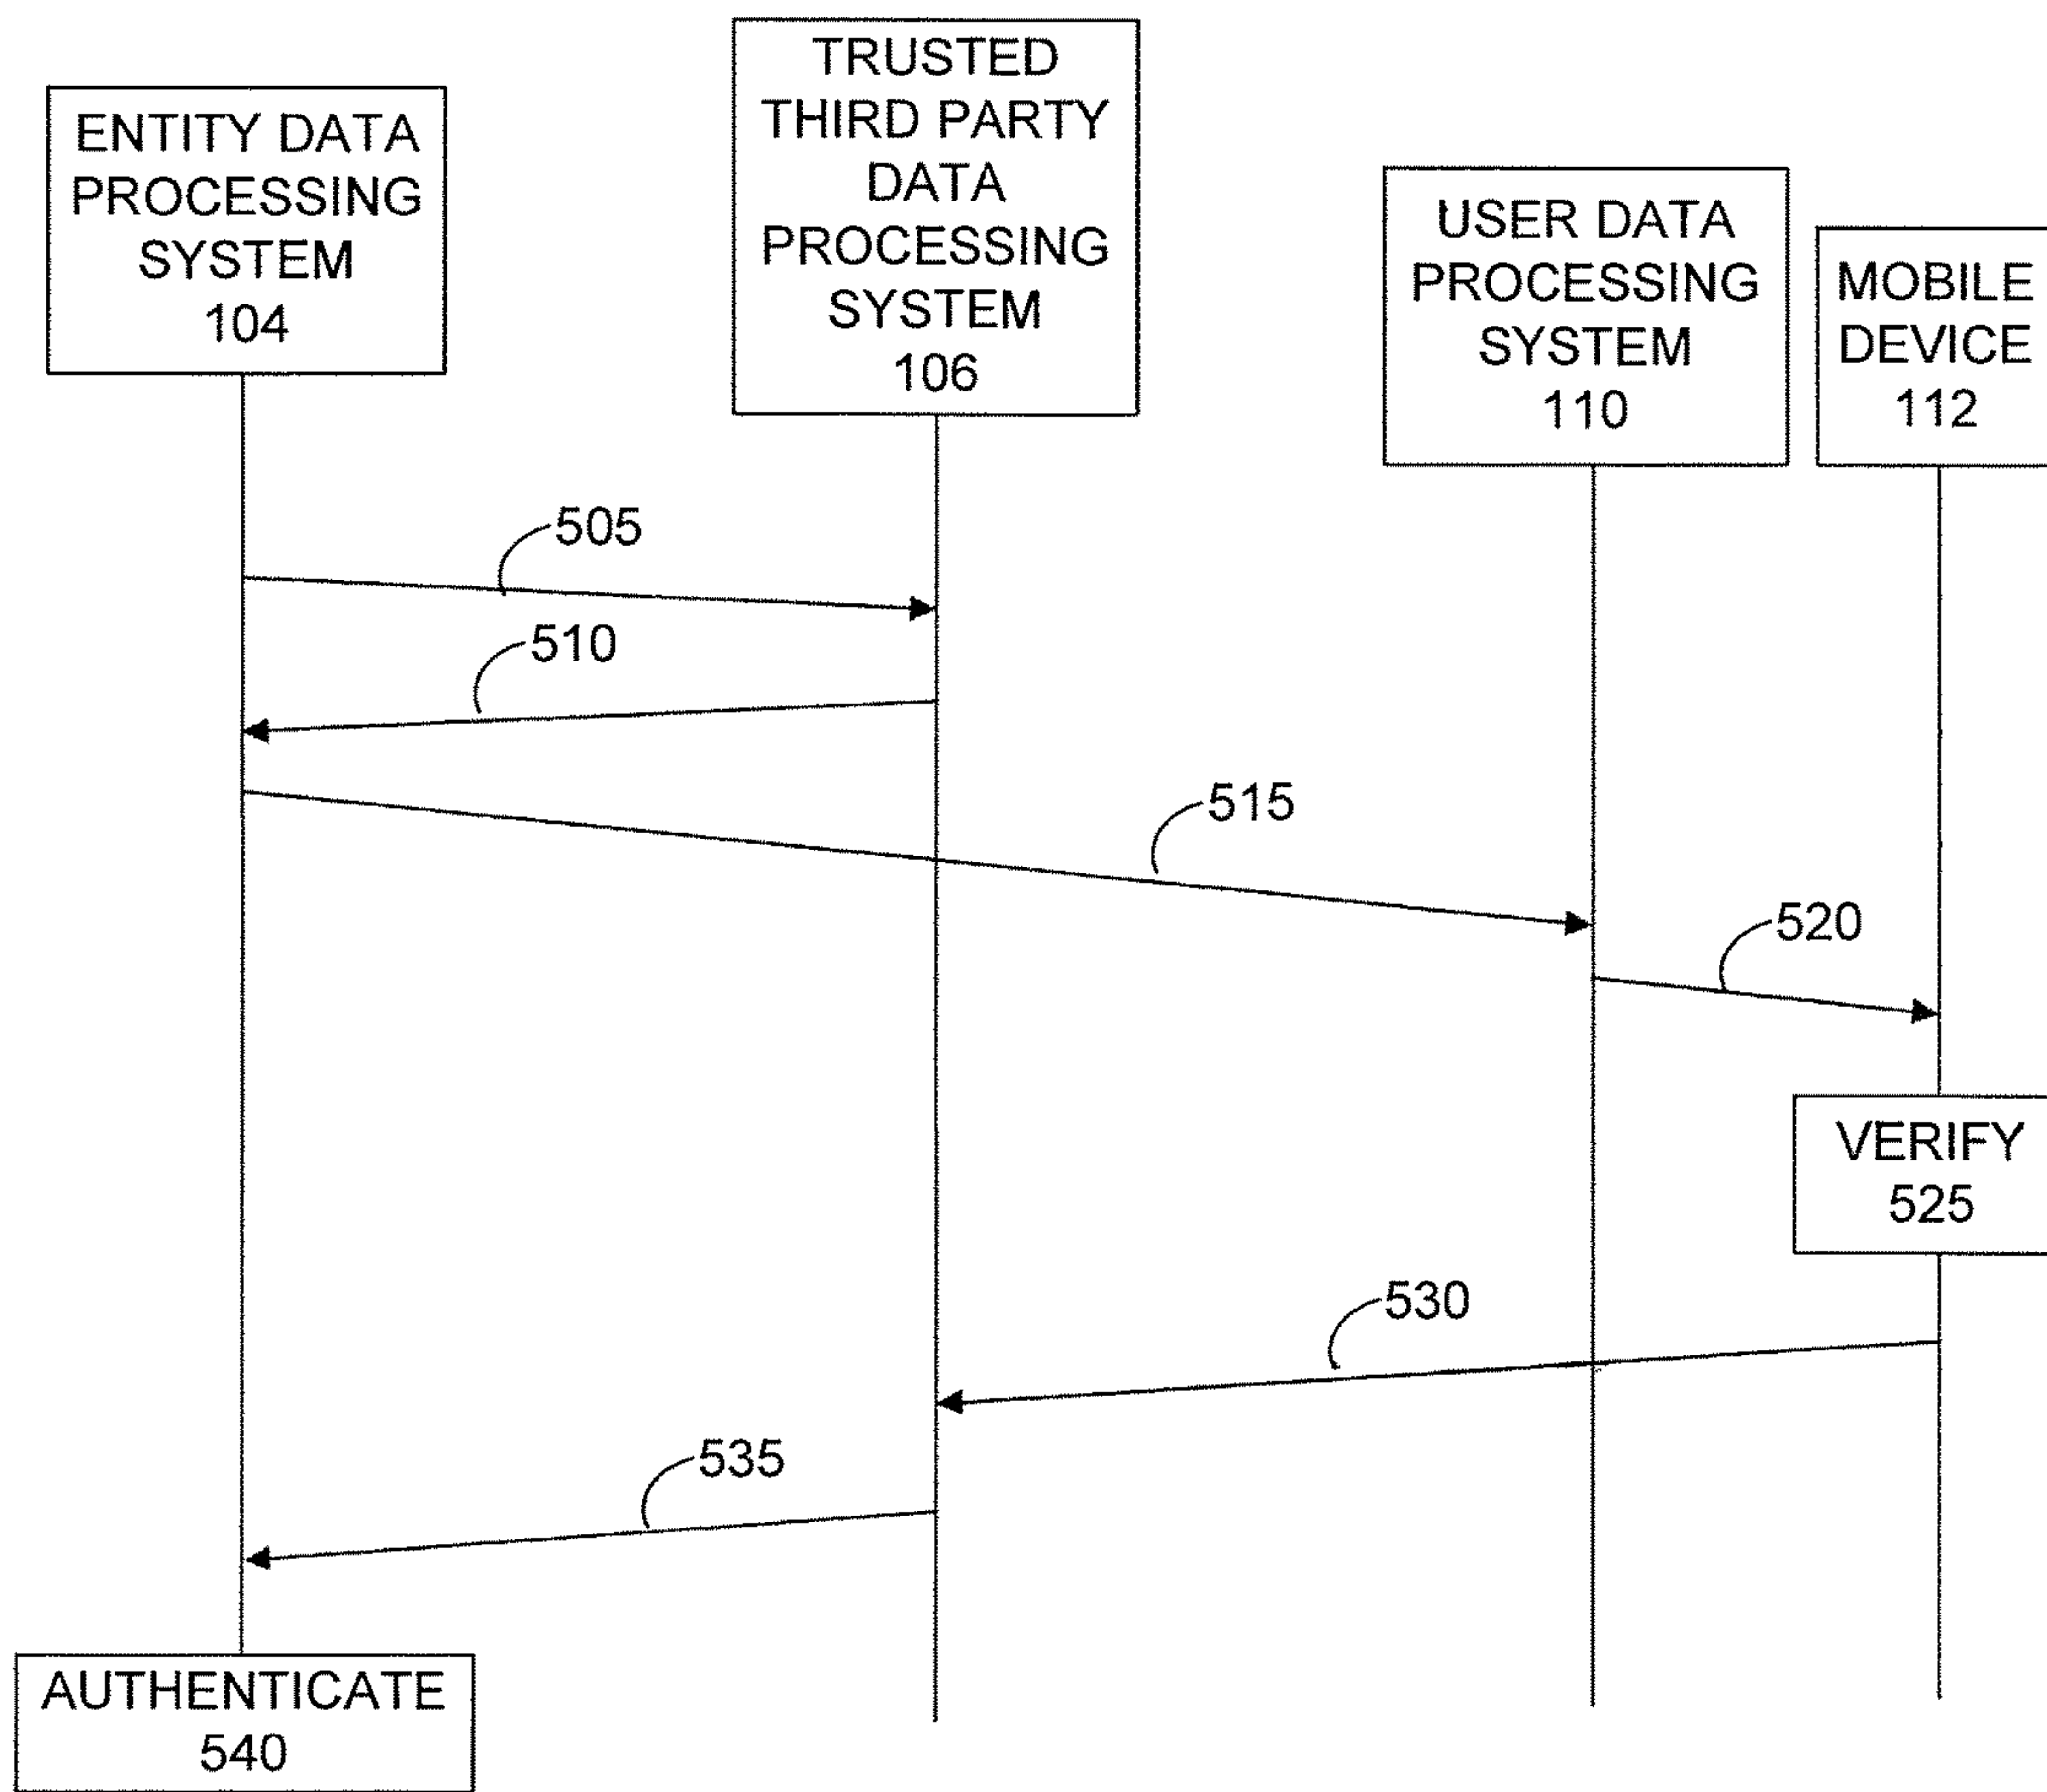 ENTITY DATA
PROCESSING
SYSTEM
104
TRUSTED
THIRD PARTY
DATA
PROCESSING
SYSTEM
106
USER DATA
PROCESSING
SYSTEM
110
MOBILE
DEVICE
112
505
510
515
520
VERIFY
525
530
535
AUTHENTICATE
540